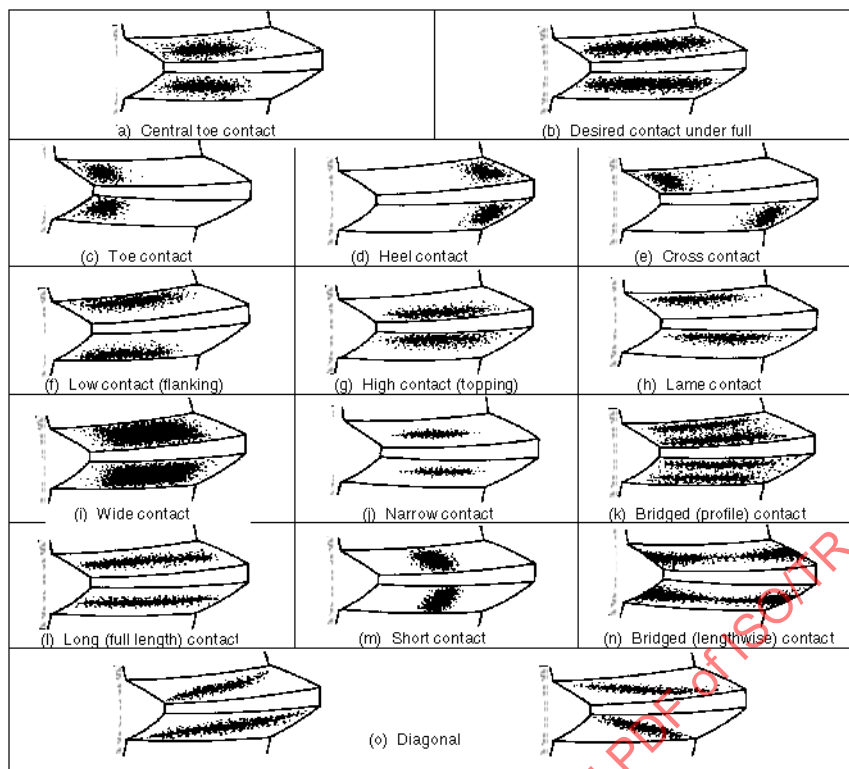 (a) Central toe contact
(b) Desired contact under full
(c) Toe contact
(d) Heel contact
(e) Cross contact
(f) Low contact (flanking)
(g) High contact (topping)
(h) Lame contact
(i) Wide contact
(j) Narrow contact
(k) Bridged (profile) contact
(l) Long (full length) contact
(m) Short contact
(n) Bridged (lengthwise) contact
(o) Diagonal
PDF of ISO/TR